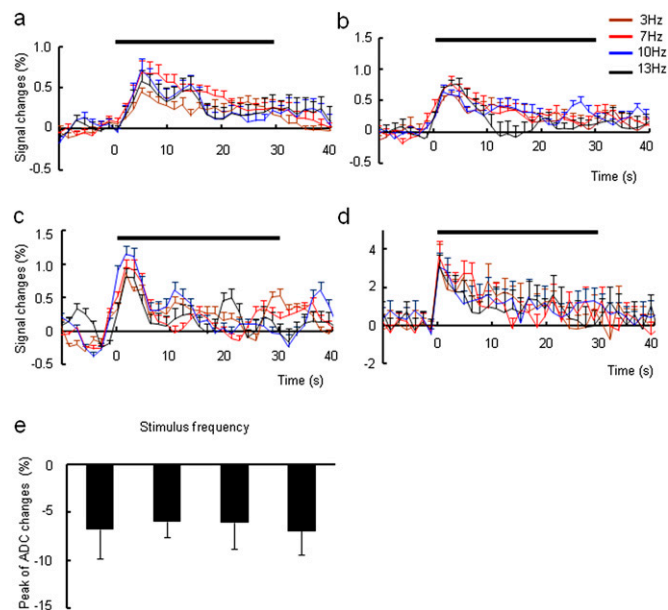 a
b
c
d
e
3Hz
7Hz
10Hz
13Hz
Signal changes (%)
1.0
0.5
0
-0.5
0 10 20 30 40
1.5
1.0
0.5
0
-0.5
0 10 20 30 40
Time (s)
Signal changes (%)
1.5
1.0
0.5
0
-0.5
0 10 20 30 40
Time (s)
4
2
0
-2
0 10 20 30 40
Time (s)
Stimulus frequency
Peak of ADC changes (%)
0
-5
-10
-15